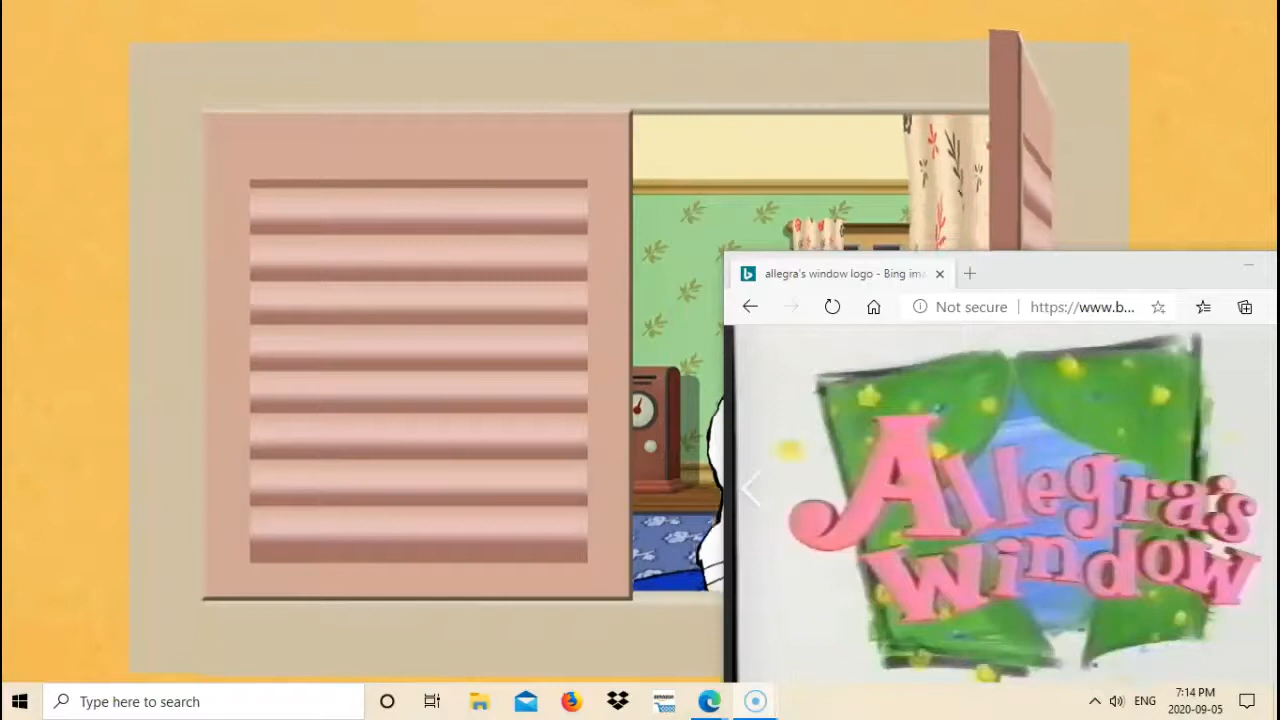 allegra's window logo - Bing ima
Not secure
https://www.b...
Allegra's
Window
Type here to search
ENG
7:14 PM
2020-09-05